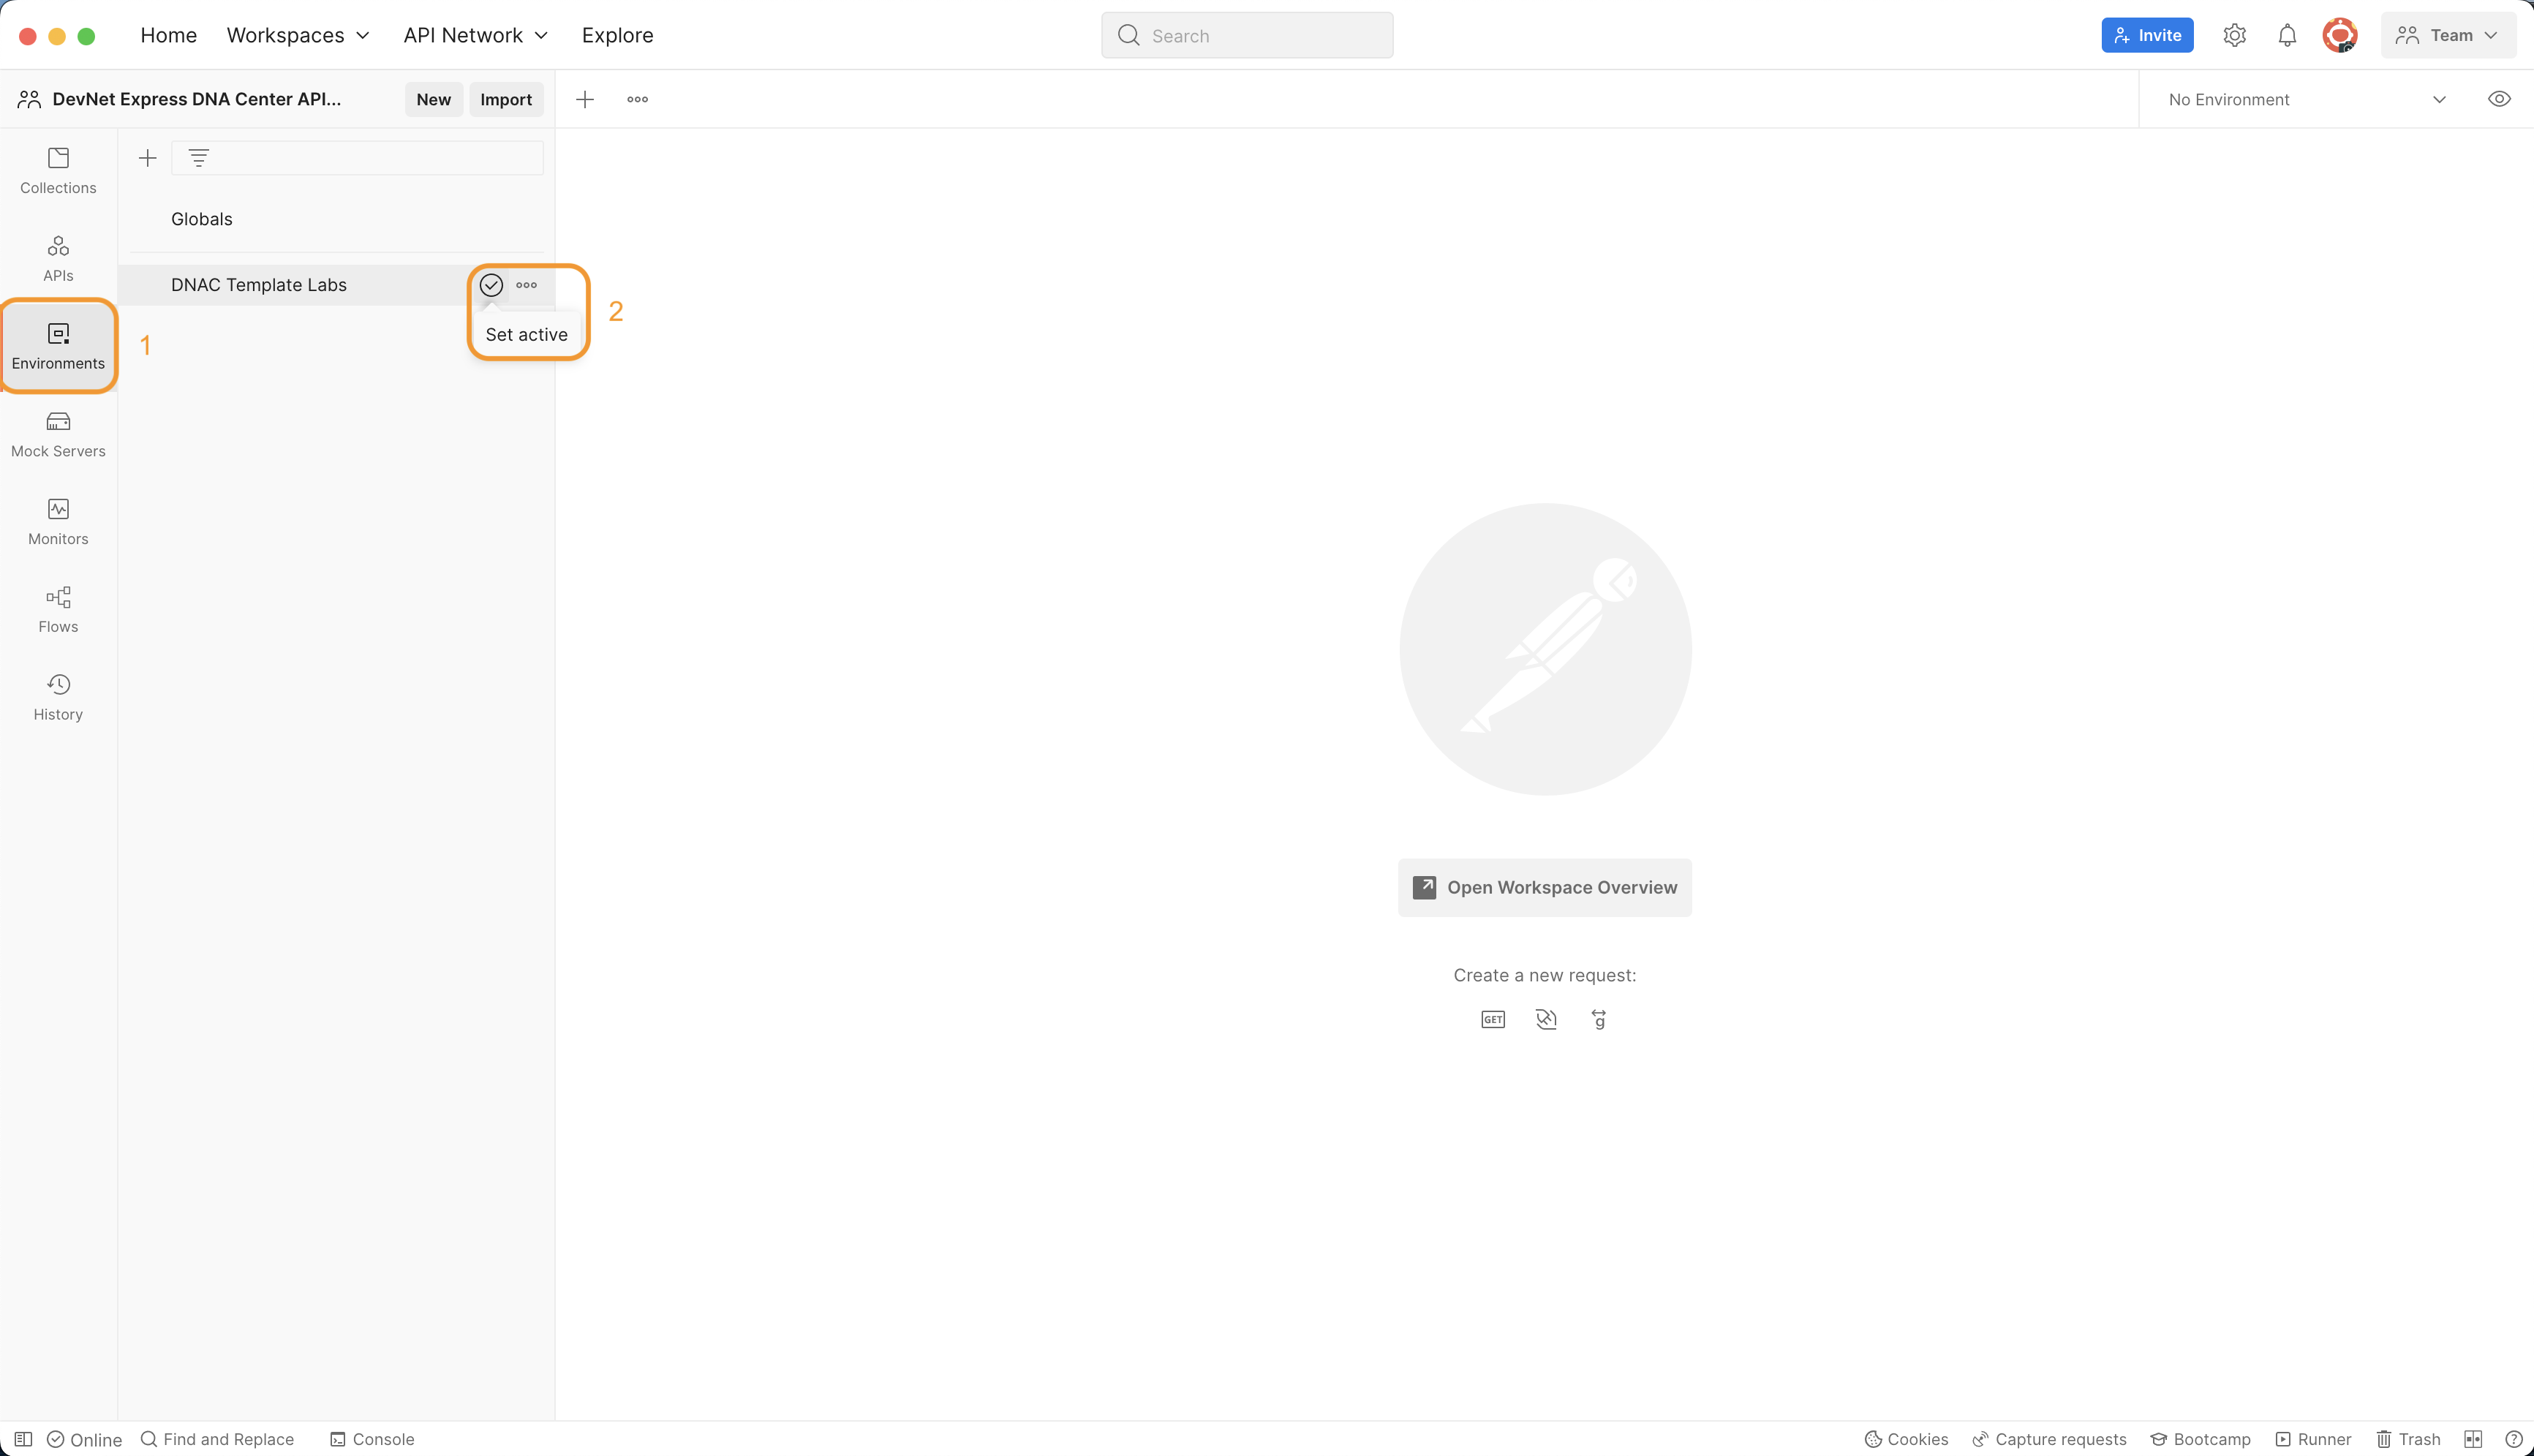 Home Workspaces API Network Explore Search Invite Team
DevNet Express DNA Center API... New Import No Environment
Collections
Globals
APIs
DNAC Template Labs
2
Set active
1
Environments
Mock Servers
Monitors
Flows
History
Open Workspace Overview
Create a new request:
GET
g
Online Find and Replace Console Cookies Capture requests Bootcamp Runner Trash